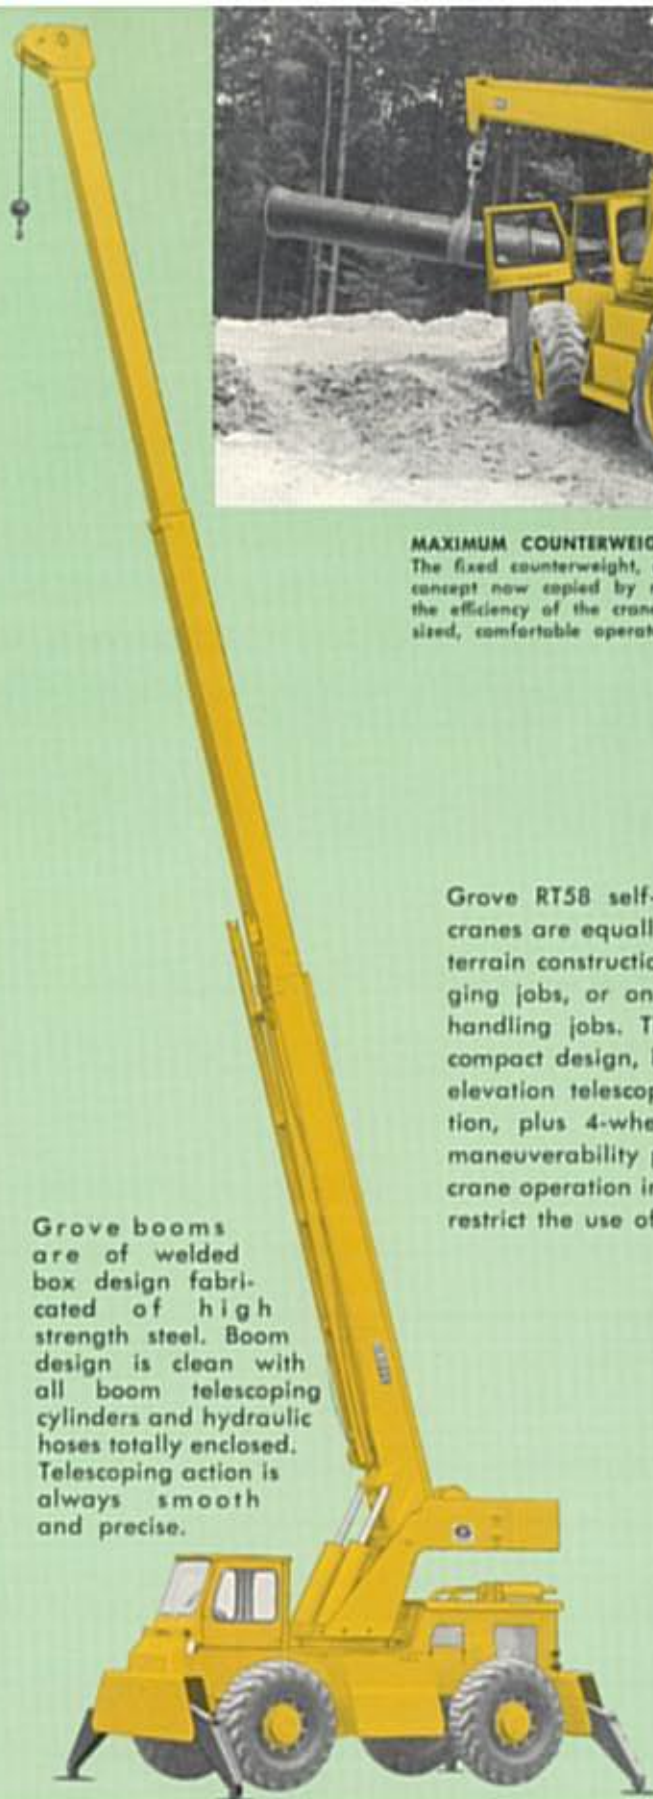 MAXIMUM COUNTERWEIG
The fixed counterweight,
concept now copied by
the efficiency of the crane
sized, comfortable operat
Grove RT58 self-
cranes are equall
terrain constructio
ging jobs, or on
handling jobs. T
compact design,
elevation telescop
tion, plus 4-whe
maneuverability p
crane operation in
restrict the use of
Grove booms
are of welded
box design fabri-
cated of high
strength steel. Boom
design is clean with
all boom telescoping
cylinders and hydraulic
hoses totally enclosed.
Telescoping action is
always smooth
and precise.
G